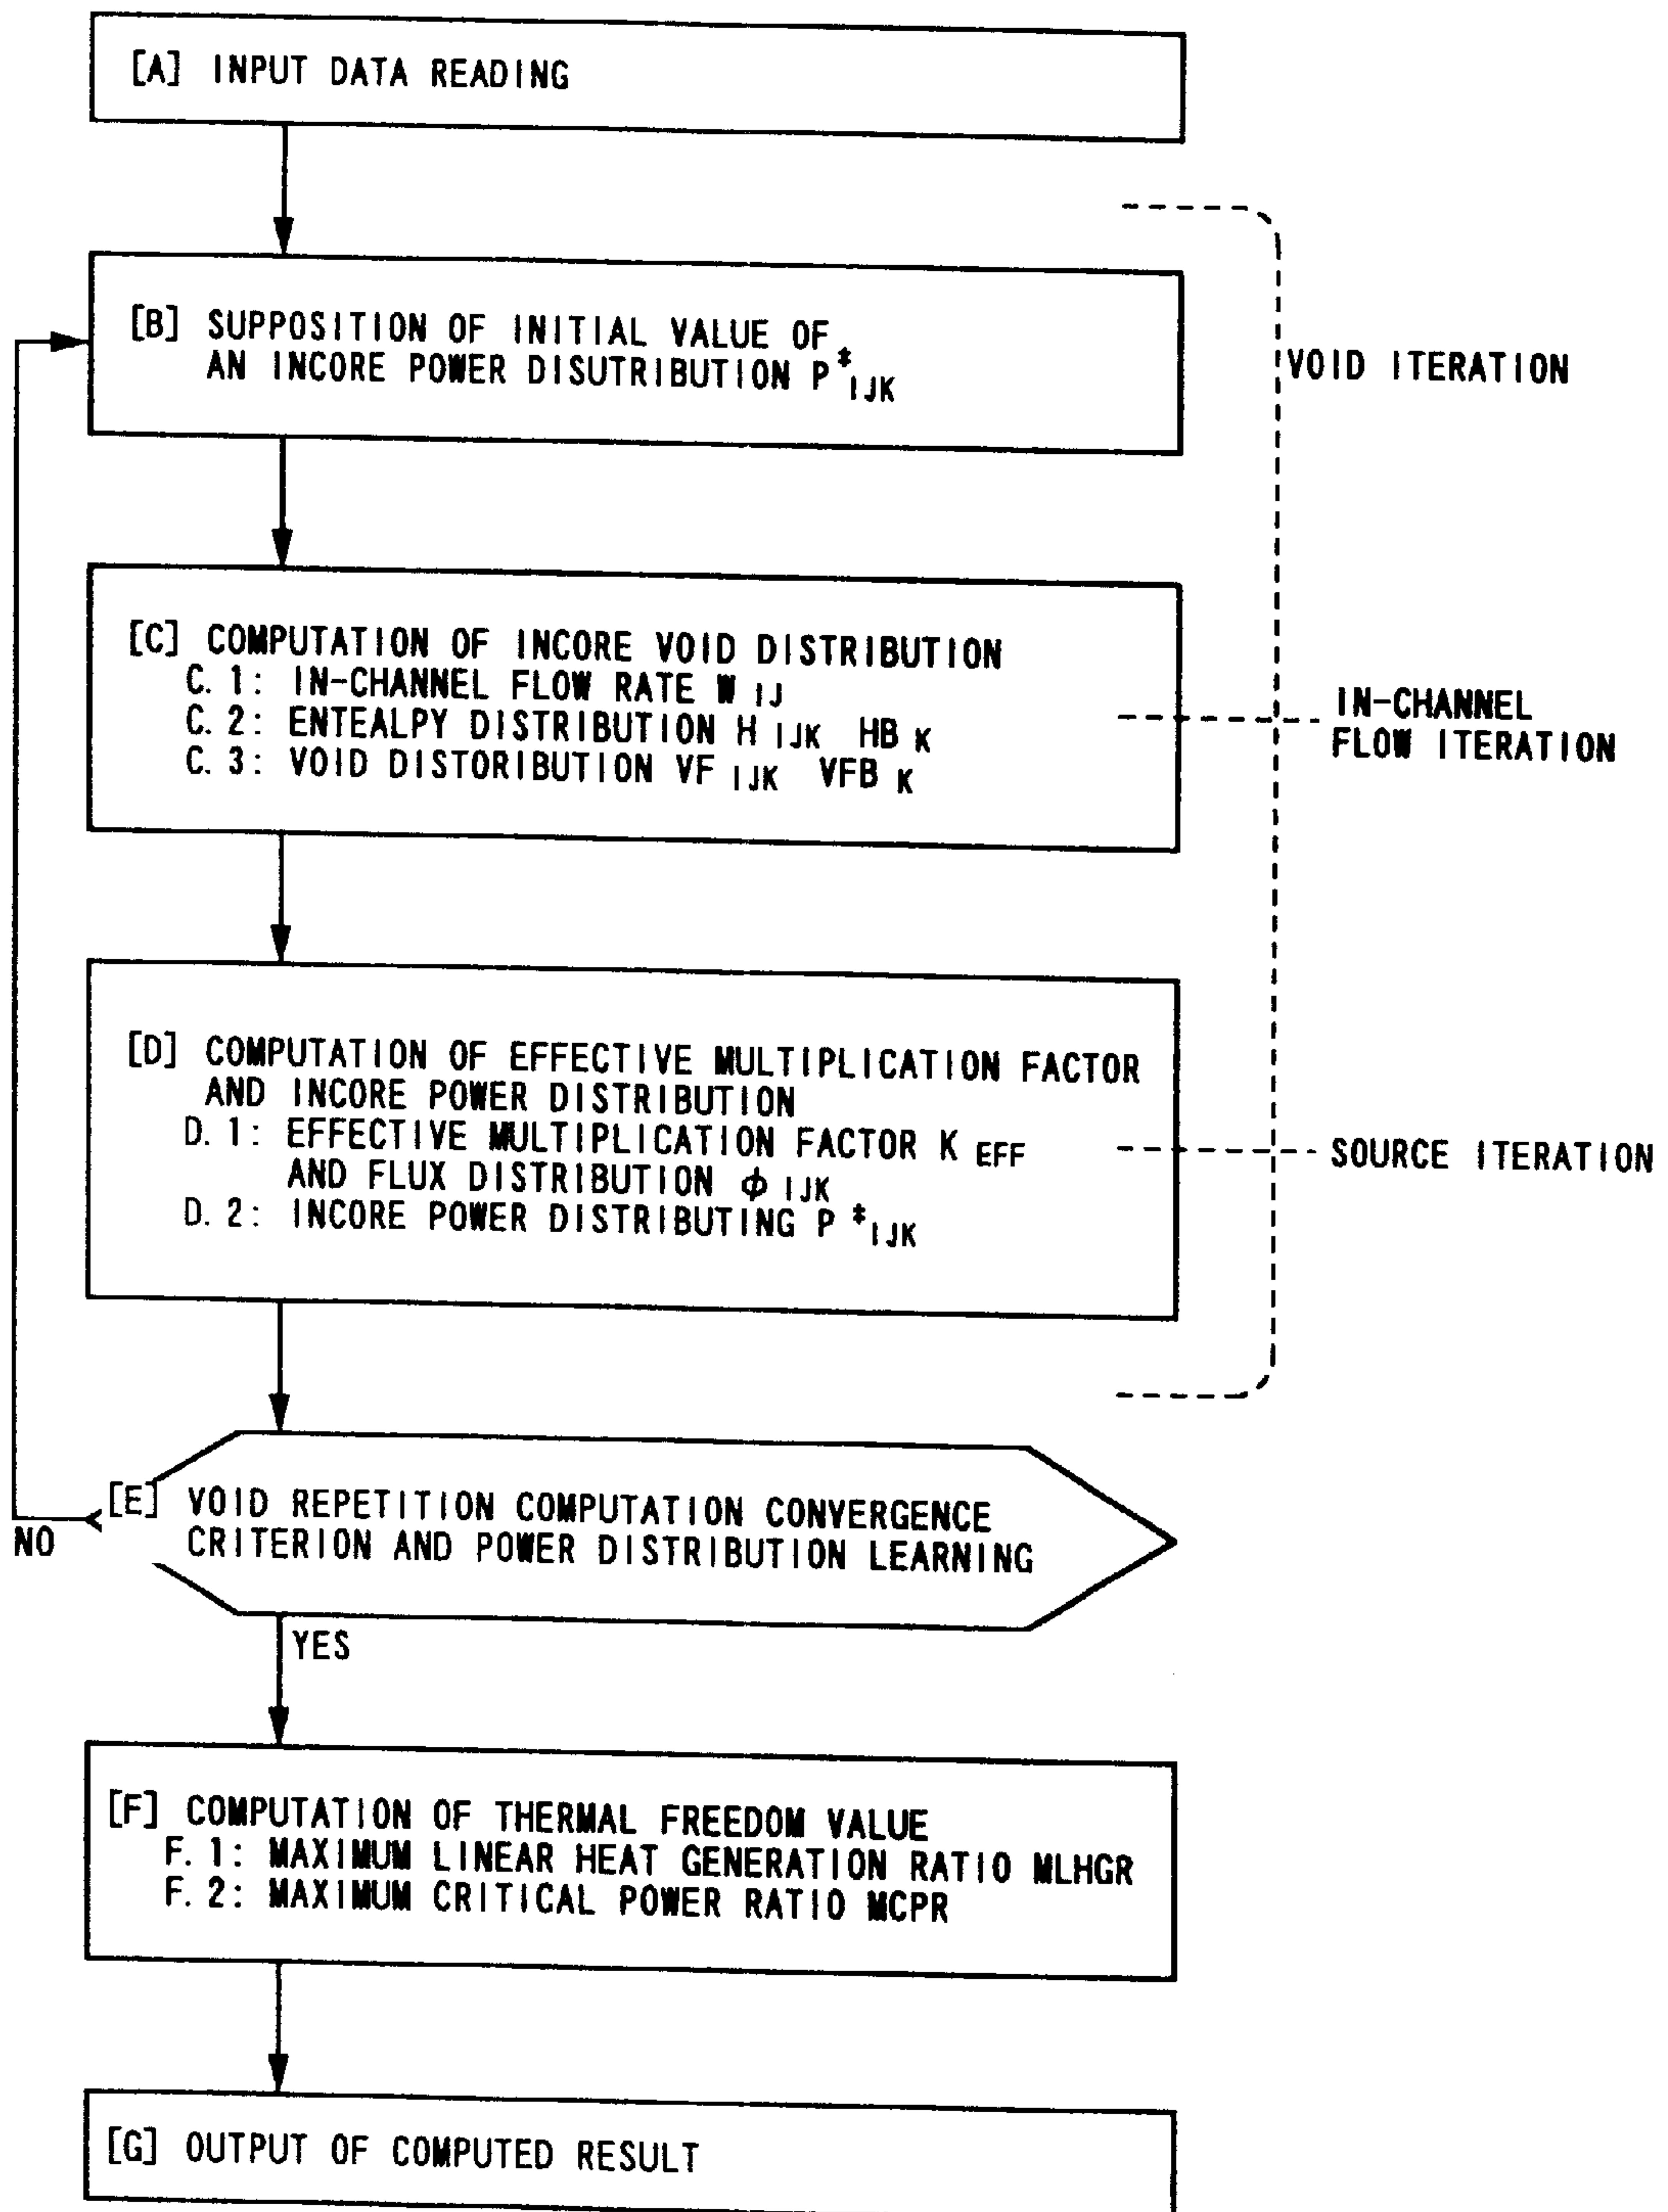 [A] INPUT DATA READING
[B] SUPPOSITION OF INITIAL VALUE OF
AN INCORE POWER DISUTRIBUTION P*IJK
VOID ITERATION
[C] COMPUTATION OF INCORE VOID DISTRIBUTION
C.1: IN-CHANNEL FLOW RATE W IJ
C.2: ENTEALPY DISTRIBUTION H IJK HB K
C.3: VOID DISTORIBUTION VF IJK VFB K
IN-CHANNEL
FLOW ITERATION
[D] COMPUTATION OF EFFECTIVE MULTIPLICATION FACTOR
AND INCORE POWER DISTRIBUTION
D.1: EFFECTIVE MULTIPLICATION FACTOR K EFF
AND FLUX DISTRIBUTION ϕ IJK
D.2: INCORE POWER DISTRIBUTING P *IJK
SOURCE ITERATION
[E] VOID REPETITION COMPUTATION CONVERGENCE
CRITERION AND POWER DISTRIBUTION LEARNING
NO
YES
[F] COMPUTATION OF THERMAL FREEDOM VALUE
F.1: MAXIMUM LINEAR HEAT GENERATION RATIO MLHGR
F.2: MAXIMUM CRITICAL POWER RATIO MCPR
[G] OUTPUT OF COMPUTED RESULT